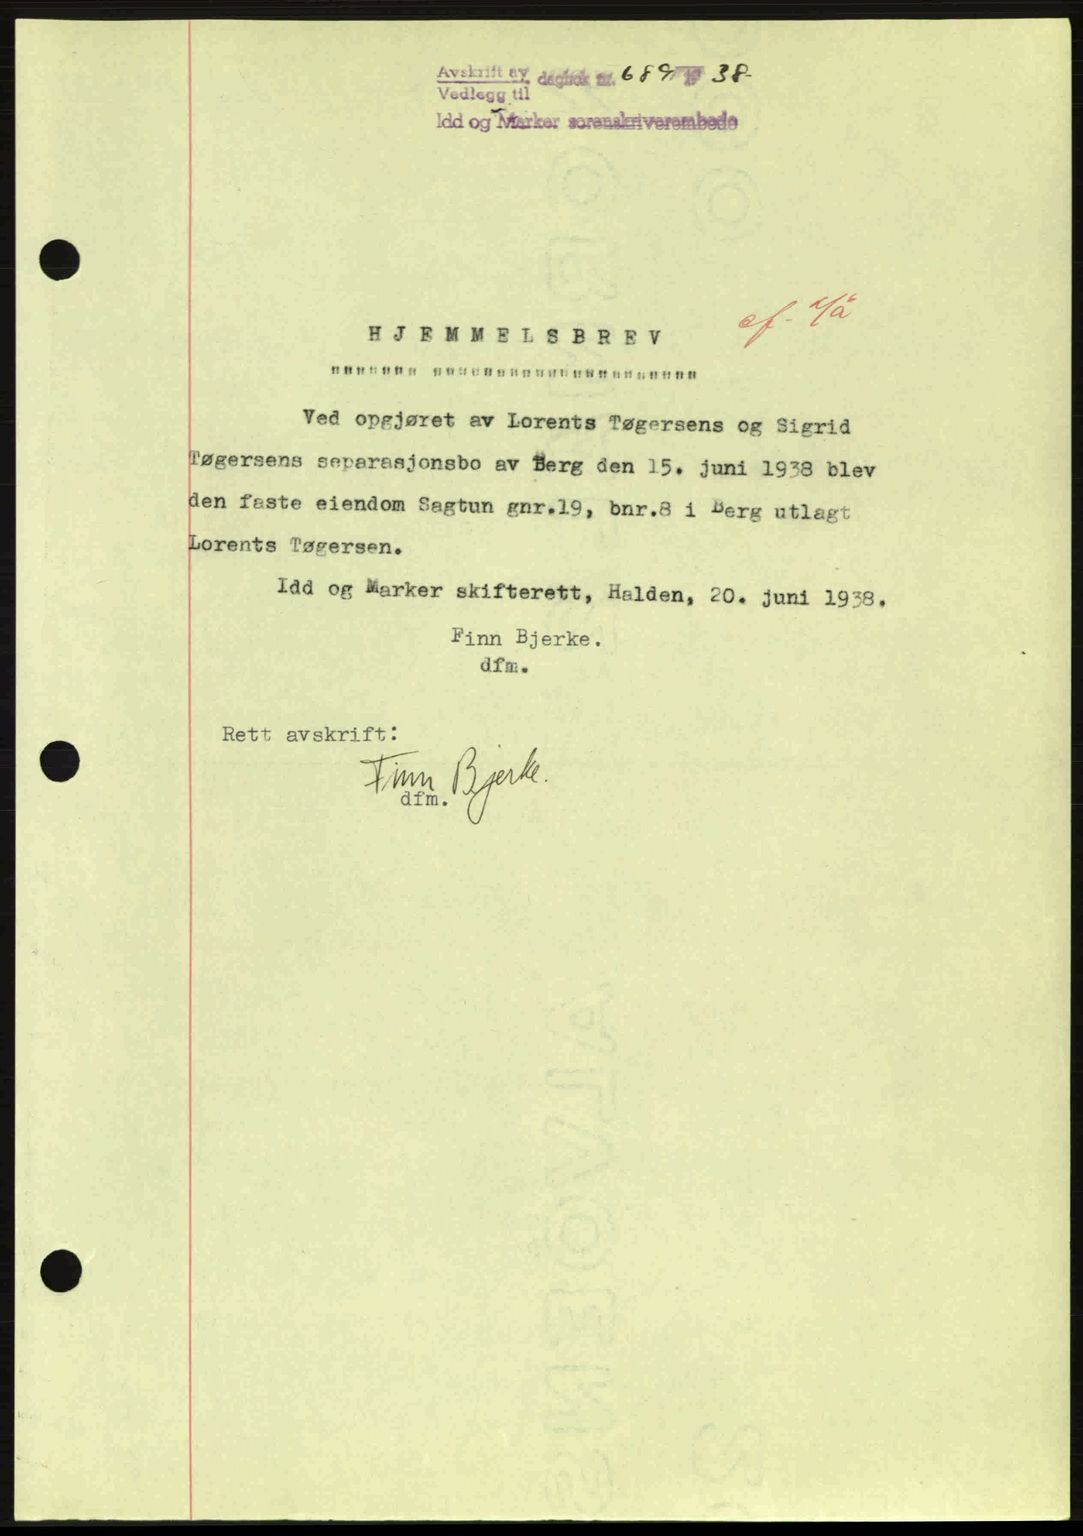 Avskrift av dagbok nr. 689 19 38-
Vedlegg til
Idd og Marker sorenskriverembede
HJEMMELSBREV
""""""" """""""""""""""""""""
Ved opgjøret av Lorents Tøgersens og Sigrid
Tøgersens separasjonsbo av Berg den 15. juni 1938 blev
den faste eiendom Sagtun gnr.19, bnr.8 i Berg utlagt
Lorents Tøgersen.
Idd og Marker skifterett, Halden, 20. juni 1938.
Finn Bjerke.
dfm.
Rett avskrift:
Finn Bjerke.
dfm.